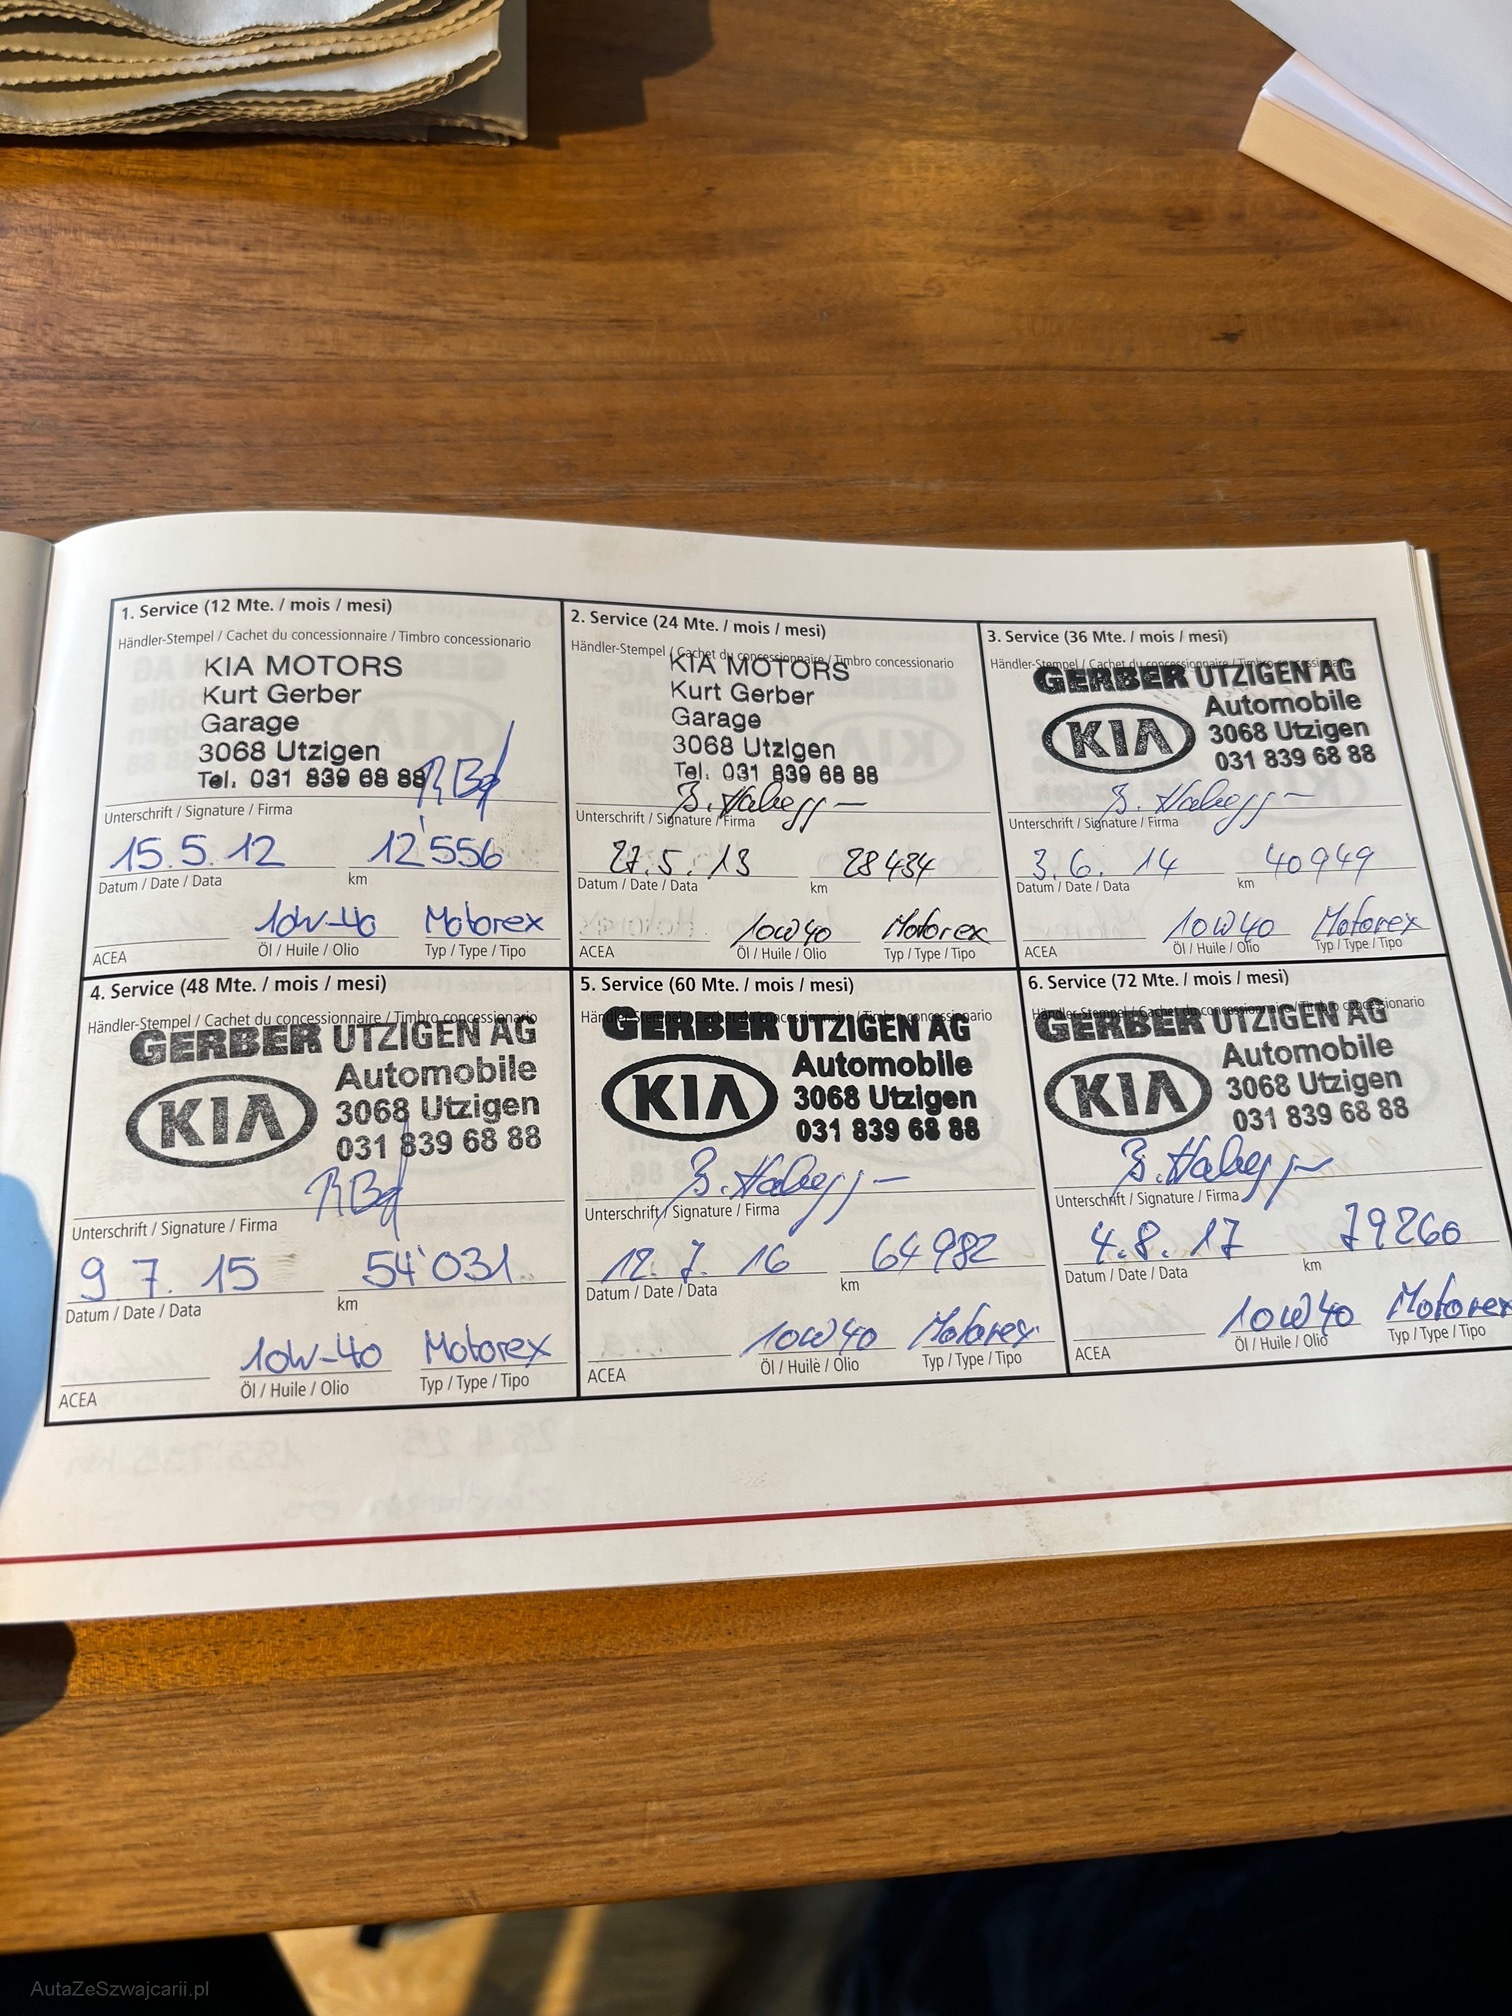 1. Service (12 Mte. / mois / mesi)
Händler-Stempel / Cachet du concessionnaire / Timbro concessionario
KIA MOTORS
Kurt Gerber
Garage
3068 Utzigen
Tel. 031 839 68 88
Unterschrift / Signature / Firma
15.5.12 12'556
Datum / Date / Data km
10W-40 Motorex
ACEA Öl / Huile / Olio Typ / Type / Tipo
2. Service (24 Mte. / mois / mesi)
Händler-Stempel / Cachet du concessionnaire / Timbro concessionario
KIA MOTORS
Kurt Gerber
Garage
3068 Utzigen
Tel. 031 839 68 88
Unterschrift / Signature / Firma
27.5.13 28434
Datum / Date / Data km
10W40 Motorex
ACEA Öl / Huile / Olio Typ / Type / Tipo
3. Service (36 Mte. / mois / mesi)
Händler-Stempel / Cachet du concessionnaire / Timbro concessionario
GERBER UTZIGEN AG
KIA Automobile
3068 Utzigen
031 839 68 88
Unterschrift / Signature / Firma
3.6.14 40949
Datum / Date / Data km
10W40 Motorex
ACEA Öl / Huile / Olio Typ / Type / Tipo
4. Service (48 Mte. / mois / mesi)
Händler-Stempel / Cachet du concessionnaire / Timbro concessionario
GERBER UTZIGEN AG
KIA Automobile
3068 Utzigen
031 839 68 88
Unterschrift / Signature / Firma
9.7.15 54'031
Datum / Date / Data km
10W-40 Motorex
ACEA Öl / Huile / Olio Typ / Type / Tipo
5. Service (60 Mte. / mois / mesi)
Händler-Stempel / Cachet du concessionnaire / Timbro concessionario
GERBER UTZIGEN AG
KIA Automobile
3068 Utzigen
031 839 68 88
Unterschrift / Signature / Firma
12.7.16 64982
Datum / Date / Data km
10W40 Motorex
ACEA Öl / Huile / Olio Typ / Type / Tipo
6. Service (72 Mte. / mois / mesi)
Händler-Stempel / Cachet du concessionnaire / Timbro concessionario
GERBER UTZIGEN AG
KIA Automobile
3068 Utzigen
031 839 68 88
Unterschrift / Signature / Firma
4.8.17 79260
Datum / Date / Data km
10W40 Motorex
ACEA Öl / Huile / Olio Typ / Type / Tipo
AutaZeSzwajcarii.pl